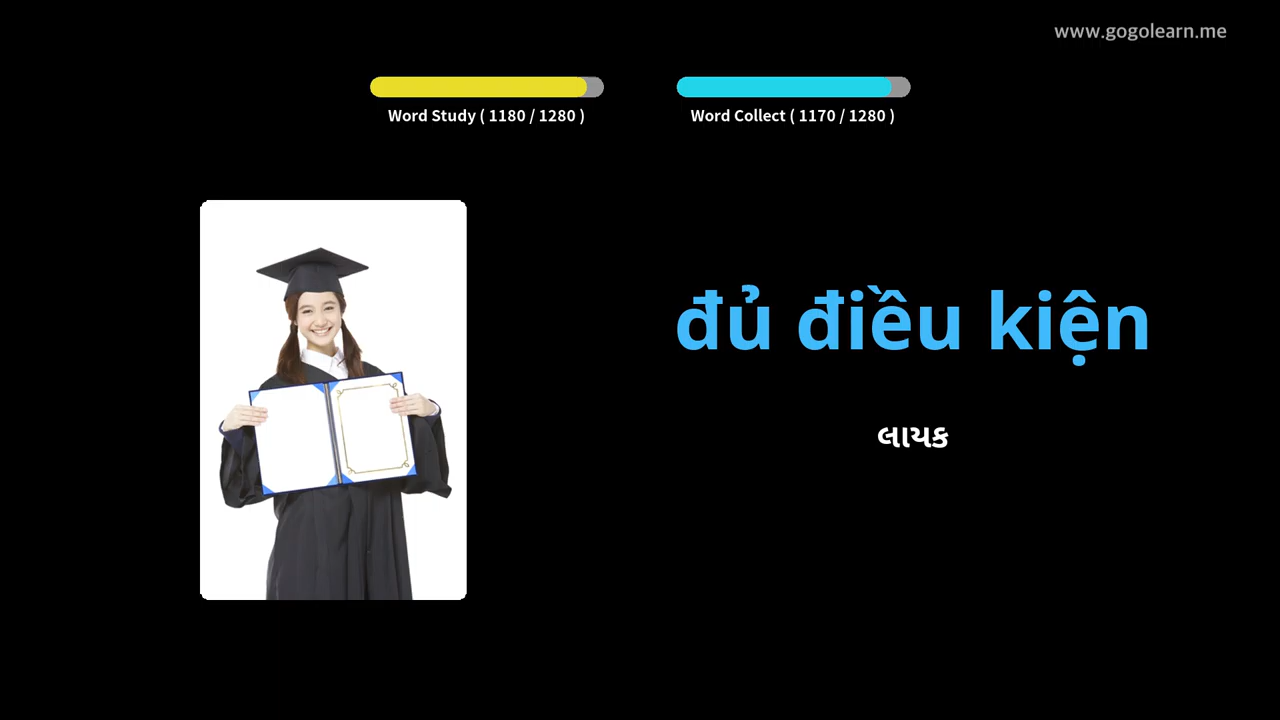 www.gogolearn.me
Word Study ( 1180 / 1280 )
Word Collect ( 1170 / 1280 )
đủ điều kiện
લાયક